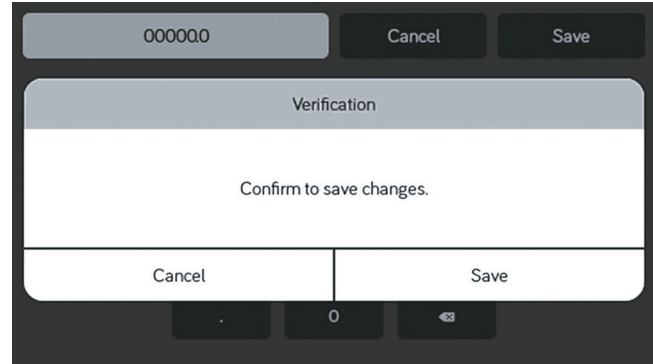 00000.0 Cancel Save
Verification
Confirm to save changes.
Cancel Save
. 0